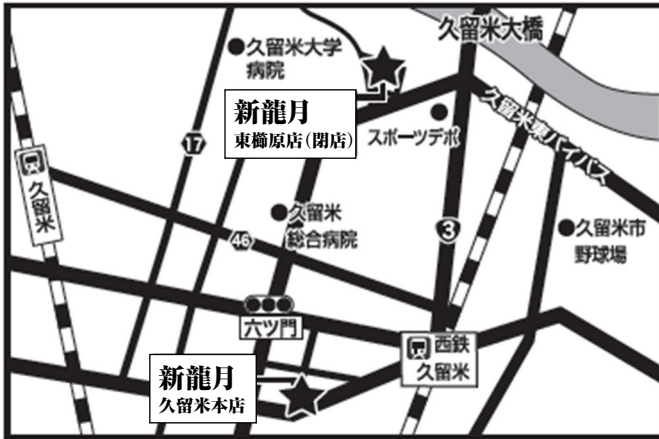 久留米大橋
久留米大学
病院
新龍月
東櫛原店(閉店)
スポーツデポ
久留米東バイパス
17
久留米
久留米
総合病院
46
3
久留米市
野球場
六ツ門
西鉄
久留米
新龍月
久留米本店